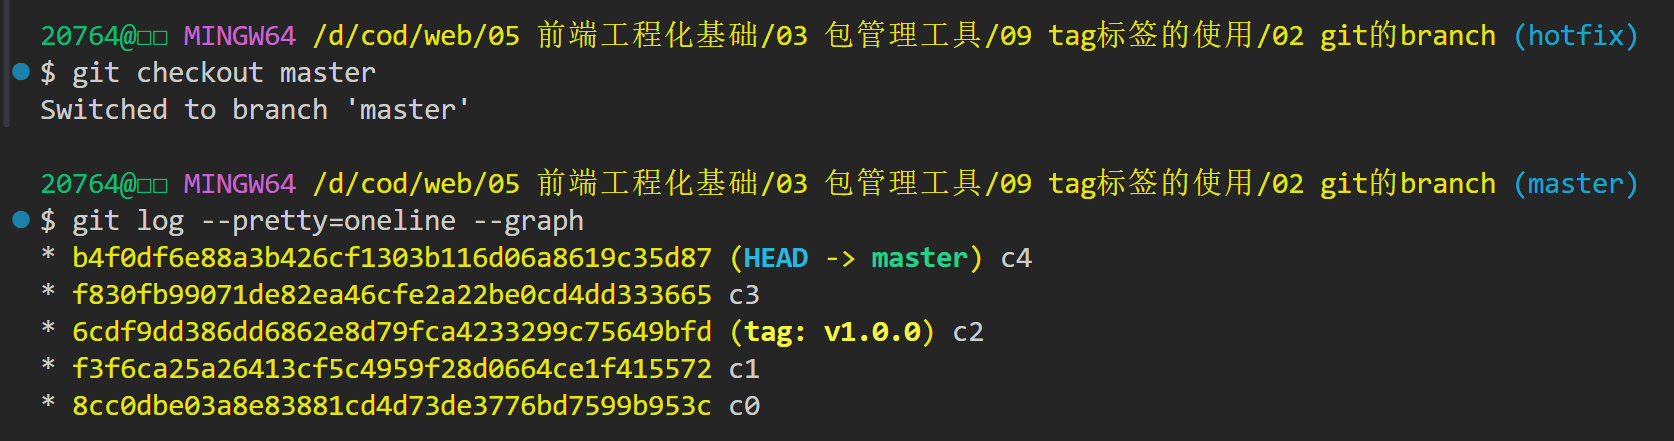 20764@□□ MINGW64 /d/cod/web/05 前端工程化基础/03 包管理工具/09 tag标签的使用/02 git的branch (hotfix)
$ git checkout master
Switched to branch 'master'
20764@□□ MINGW64 /d/cod/web/05 前端工程化基础/03 包管理工具/09 tag标签的使用/02 git的branch (master)
$ git log --pretty=oneline --graph
* b4f0df6e88a3b426cf1303b116d06a8619c35d87 (HEAD -> master) c4
* f830fb99071de82ea46cfe2a22be0cd4dd333665 c3
* 6cdf9dd386dd6862e8d79fca4233299c75649bfd (tag: v1.0.0) c2
* f3f6ca25a26413cf5c4959f28d0664ce1f415572 c1
* 8cc0dbe03a8e83881cd4d73de3776bd7599b953c c0